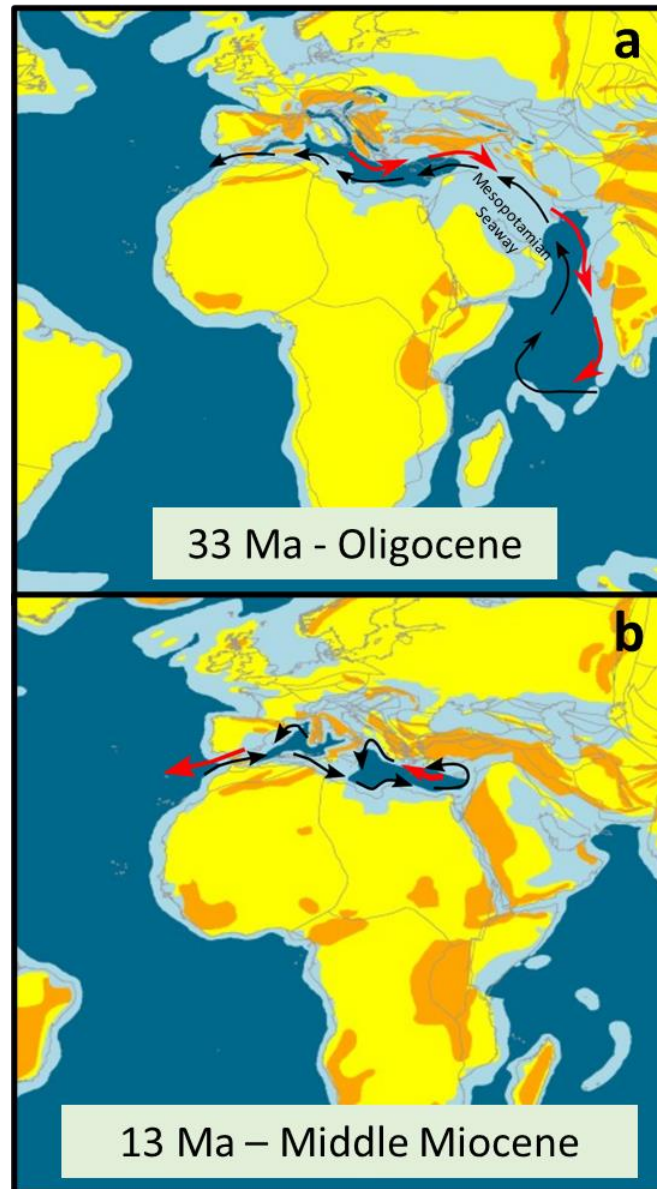 a
Mesopotamian
Seaway
33 Ma - Oligocene
b
13 Ma – Middle Miocene